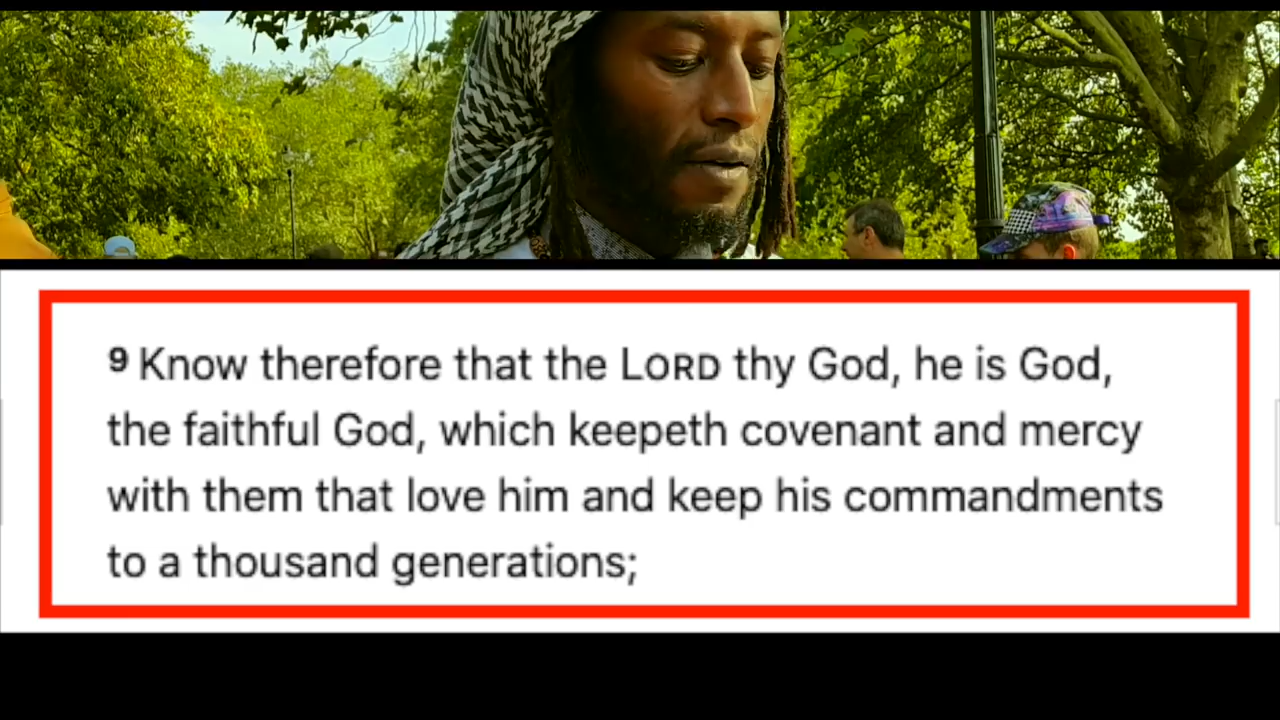 9 Know therefore that the LORD thy God, he is God,
the faithful God, which keepeth covenant and mercy
with them that love him and keep his commandments
to a thousand generations;